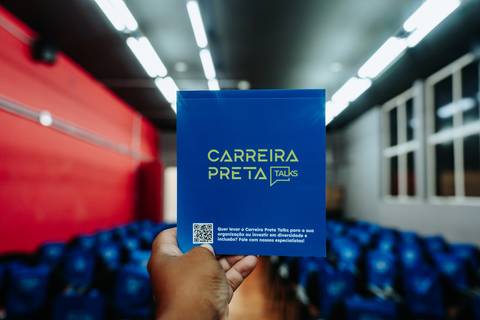 CARREIRA
PRETA TALKS
Quer levar o Carreira Preta Talks para a sua
organização ou investir em diversidade e
inclusão? Fale com nossos especialistas!